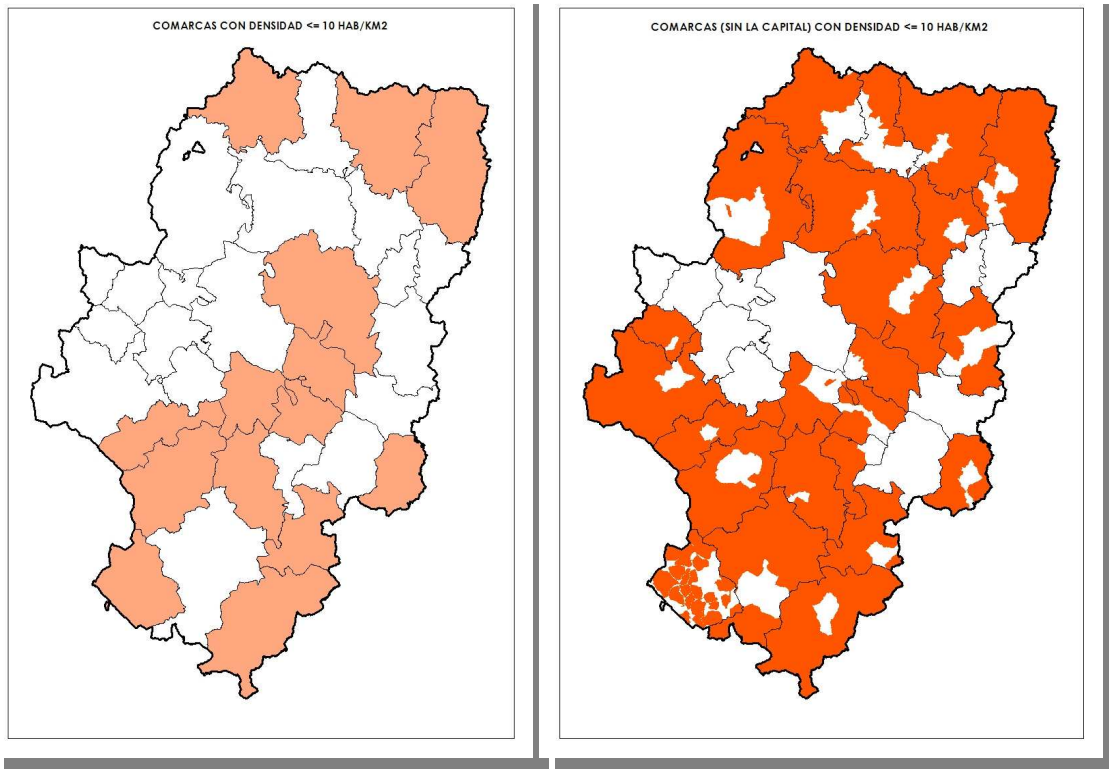 COMARCAS CON DENSIDAD <= 10 HAB/KM2
COMARCAS (SIN LA CAPITAL) CON DENSIDAD <= 10 HAB/KM2